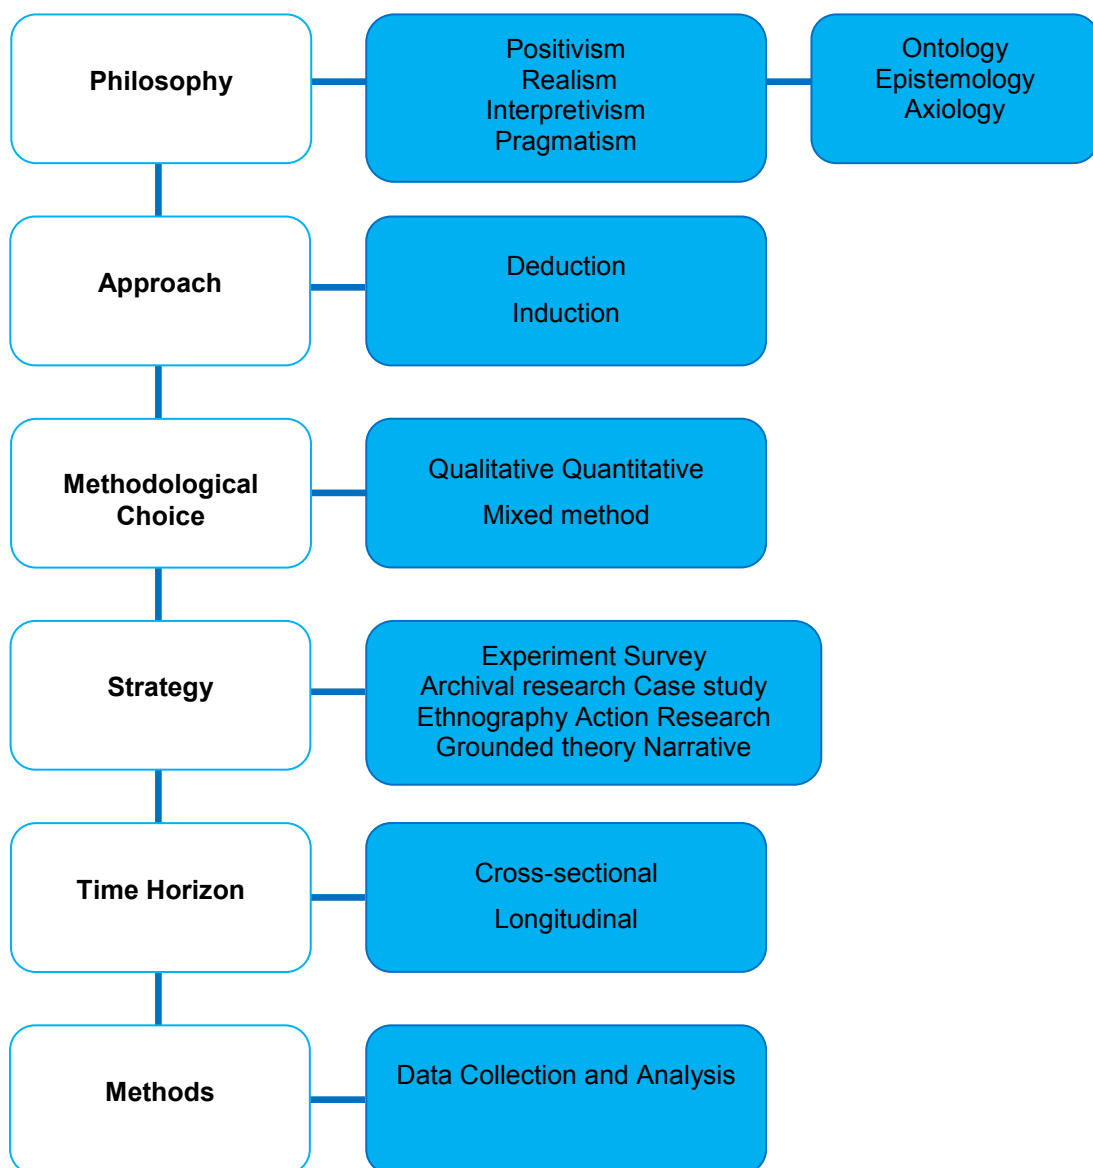 Philosophy
Positivism
Realism
Interpretivism
Pragmatism
Ontology
Epistemology
Axiology
Approach
Deduction
Induction
Methodological
Choice
Qualitative Quantitative
Mixed method
Strategy
Experiment Survey
Archival research Case study
Ethnography Action Research
Grounded theory Narrative
Time Horizon
Cross-sectional
Longitudinal
Methods
Data Collection and Analysis